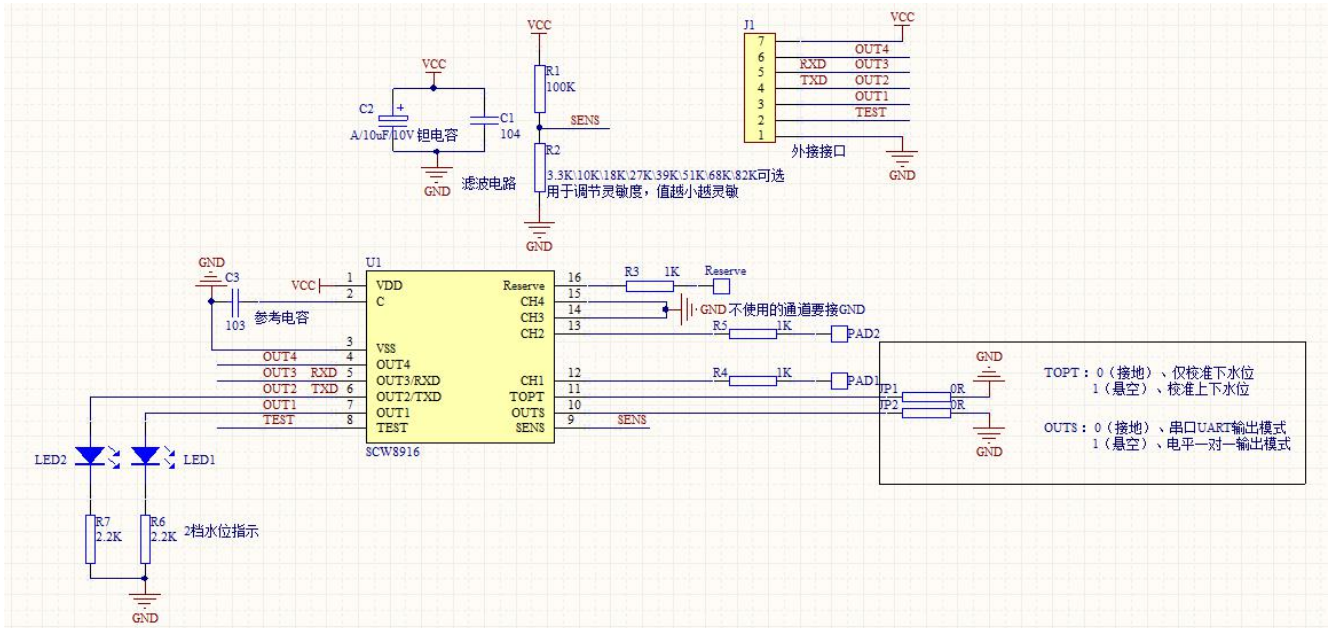 VCC
R1
100K
SENS
R2
3.3K\10K\18K\27K\39K\51K\68K\82K可选
用于调节灵敏度，值越小越灵敏
GND
VCC
C2
+
A/10uF/10V 钽电容
C1
104
GND
滤波电路
J1
VCC
7
6 OUT4
5 RXD OUT3
4 TXD OUT2
3 OUT1
2 TEST
1
外接接口
GND
GND
C3
103
参考电容
VCC
U1
1 VDD
2 C
3 VSS
OUT4 4 OUT4
OUT3 RXD 5 OUT3/RXD
OUT2 TXD 6 OUT2/TXD
OUT1 7 OUT1
TEST 8 TEST
SCW8916
Reserve 16
CH4 15
CH3 14
CH2 13
CH1 12
TOPT 11
OUTS 10
SENS 9 SENS
R3 1K Reserve
GND 不使用的通道要接GND
R5 1K PAD2
R4 1K PAD1
JP1 0R
JP2 0R
GND
GND
TOPT：0（接地）、仅校准下水位
1（悬空）、校准上下水位
OUTS：0（接地）、串口UART输出模式
1（悬空）、电平一对一输出模式
LED2
LED1
R7
2.2K
R6
2.2K
2档水位指示
GND